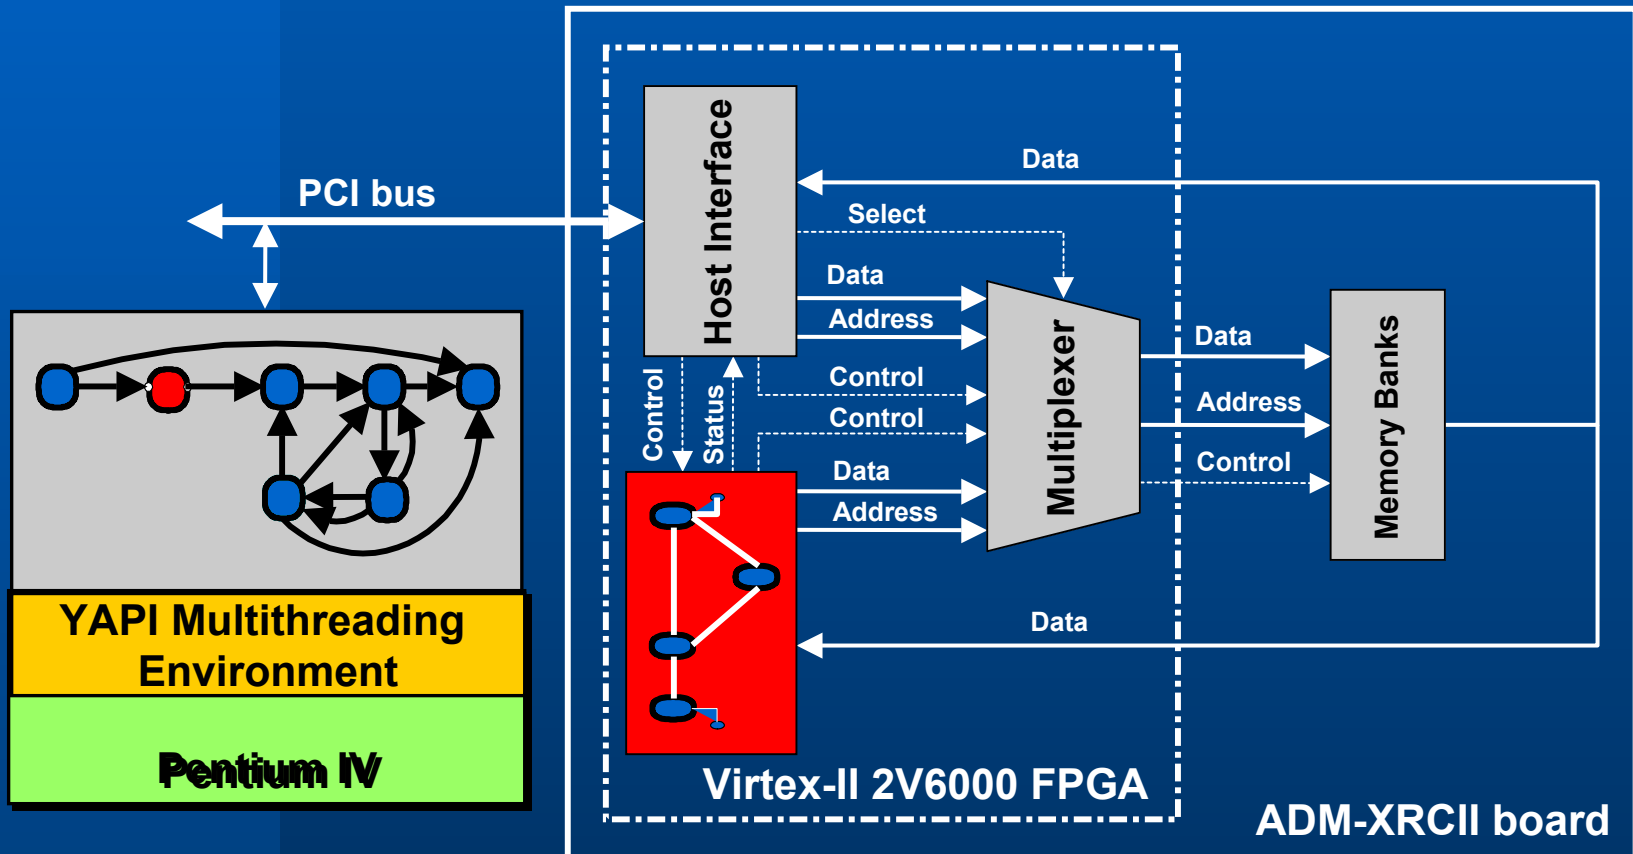 PCI bus
Host Interface
Data
Select
Data
Address
Control
Control
Control
Status
Data
Address
Multiplexer
Data
Address
Control
Memory Banks
Data
YAPI Multithreading
Environment
Pentium IV
Virtex-II 2V6000 FPGA
ADM-XRCII board